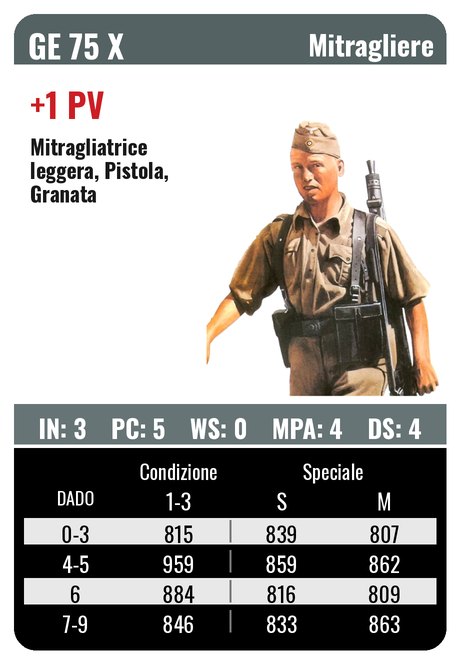 GE 75 X Mitragliere
+1 PV
Mitragliatrice
leggera, Pistola,
Granata
IN: 3 PC: 5 WS: 0 MPA: 4 DS: 4
Condizione Speciale
DADO 1-3 S M
0-3 815 839 807
4-5 959 859 862
6 884 816 809
7-9 846 833 863